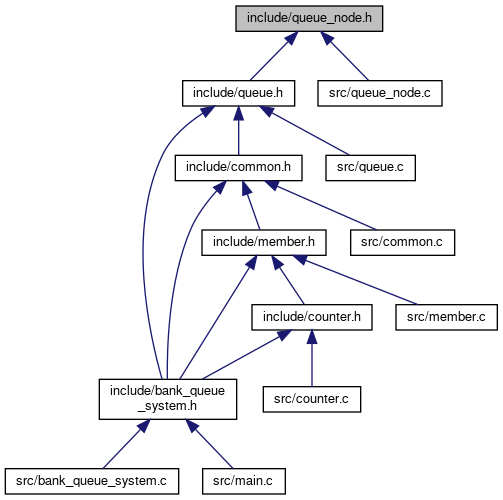 include/queue_node.h
include/queue.h
src/queue_node.c
include/common.h
src/queue.c
include/member.h
src/common.c
include/counter.h
src/member.c
include/bank_queue
_system.h
src/counter.c
src/bank_queue_system.c
src/main.c